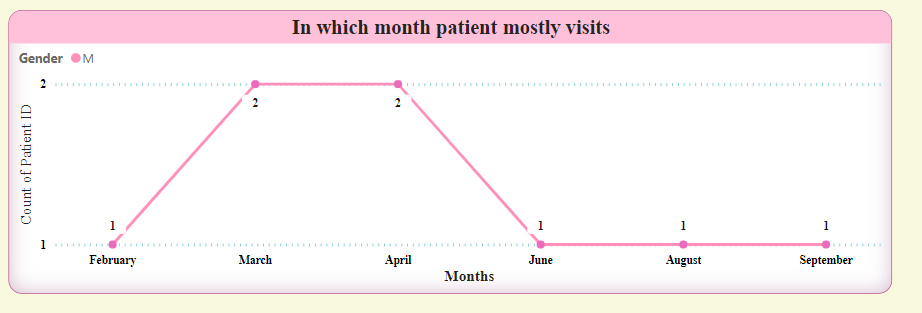 In which month patient mostly visits
Gender M
2
Count of Patient ID
2 2
1 1 1 1
1
February March April June August September
Months